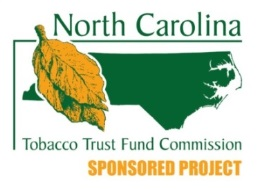 North Carolina
Tobacco Trust Fund Commission
SPONSORED PROJECT